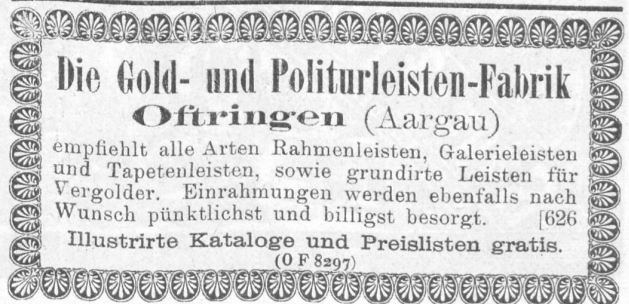 Die Gold- und Politurleisten-Fabrik
Oftringen (Aargau)
empfiehlt alle Arten Rahmenleisten, Galerieleisten
und Tapetenleisten, sowie grundirte Leisten für
Vergolder. Einrahmungen werden ebenfalls nach
Wunsch pünktlichst und billigst besorgt. [626
Illustrirte Kataloge und Preislisten gratis.
(O F 8297)